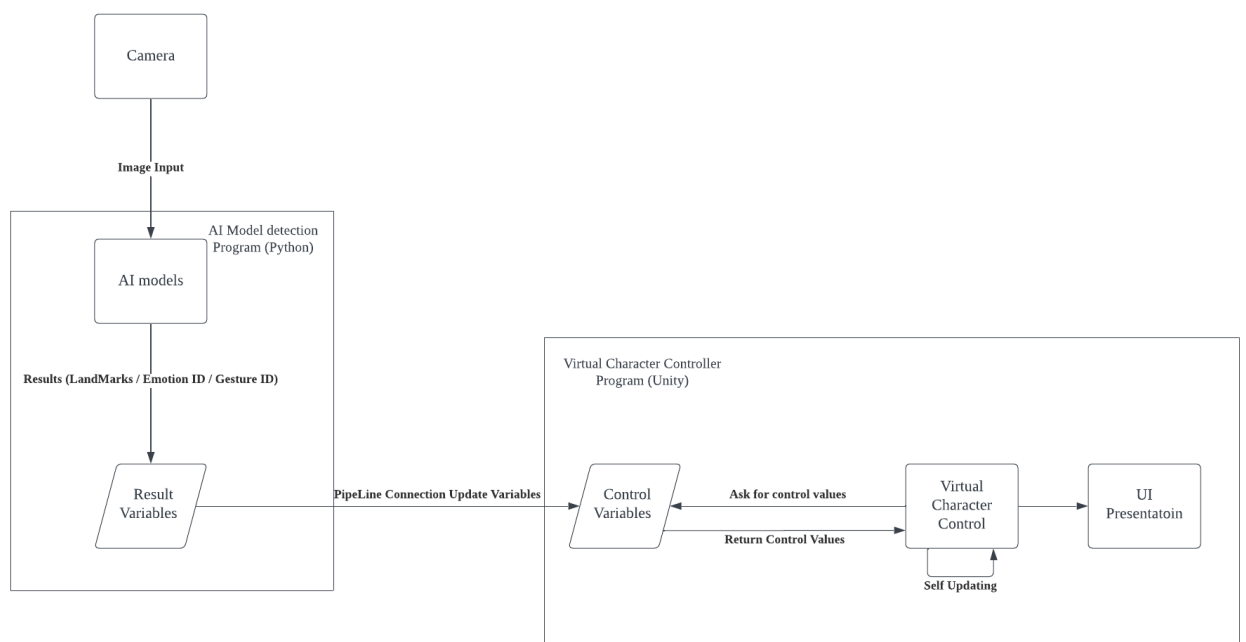 Camera
Image Input
AI Model detection
Program (Python)
AI models
Results (LandMarks / Emotion ID / Gesture ID)
Result
Variables
PipeLine Connection Update Variables
Virtual Character Controller
Program (Unity)
Control
Variables
Ask for control values
Return Control Values
Virtual
Character
Control
Self Updating
UI
Presentatoin